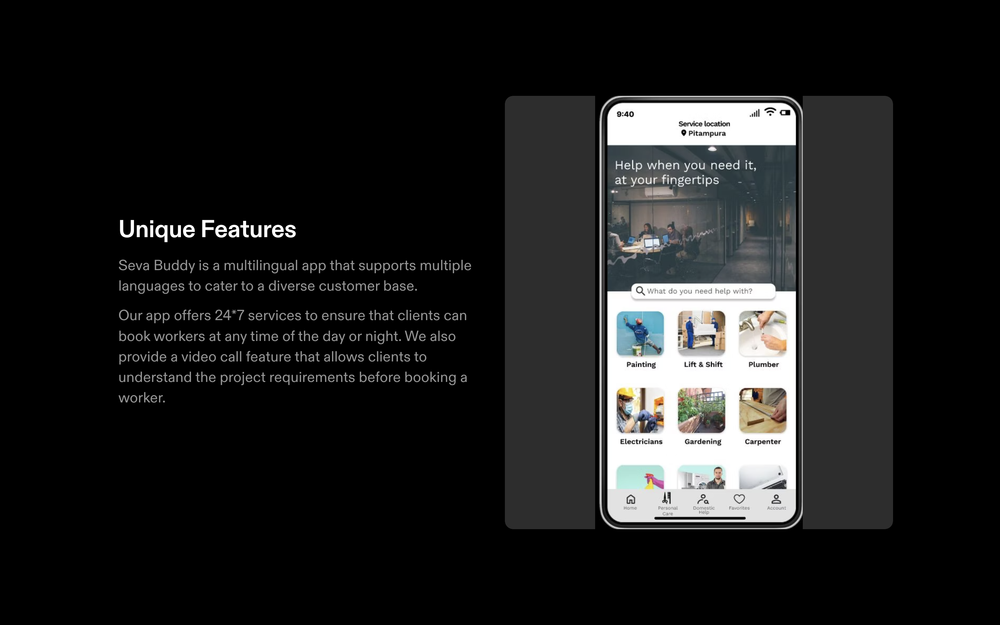 Unique Features
Seva Buddy is a multilingual app that supports multiple
languages to cater to a diverse customer base.
Our app offers 24*7 services to ensure that clients can
book workers at any time of the day or night. We also
provide a video call feature that allows clients to
understand the project requirements before booking a
worker.
9:40
Service location
Pitampura
Help when you need it,
at your fingertips
What do you need help with?
Painting Lift & Shift Plumber
Electricians Gardening Carpenter
Home Personal Care Domestic Help Favorites Account